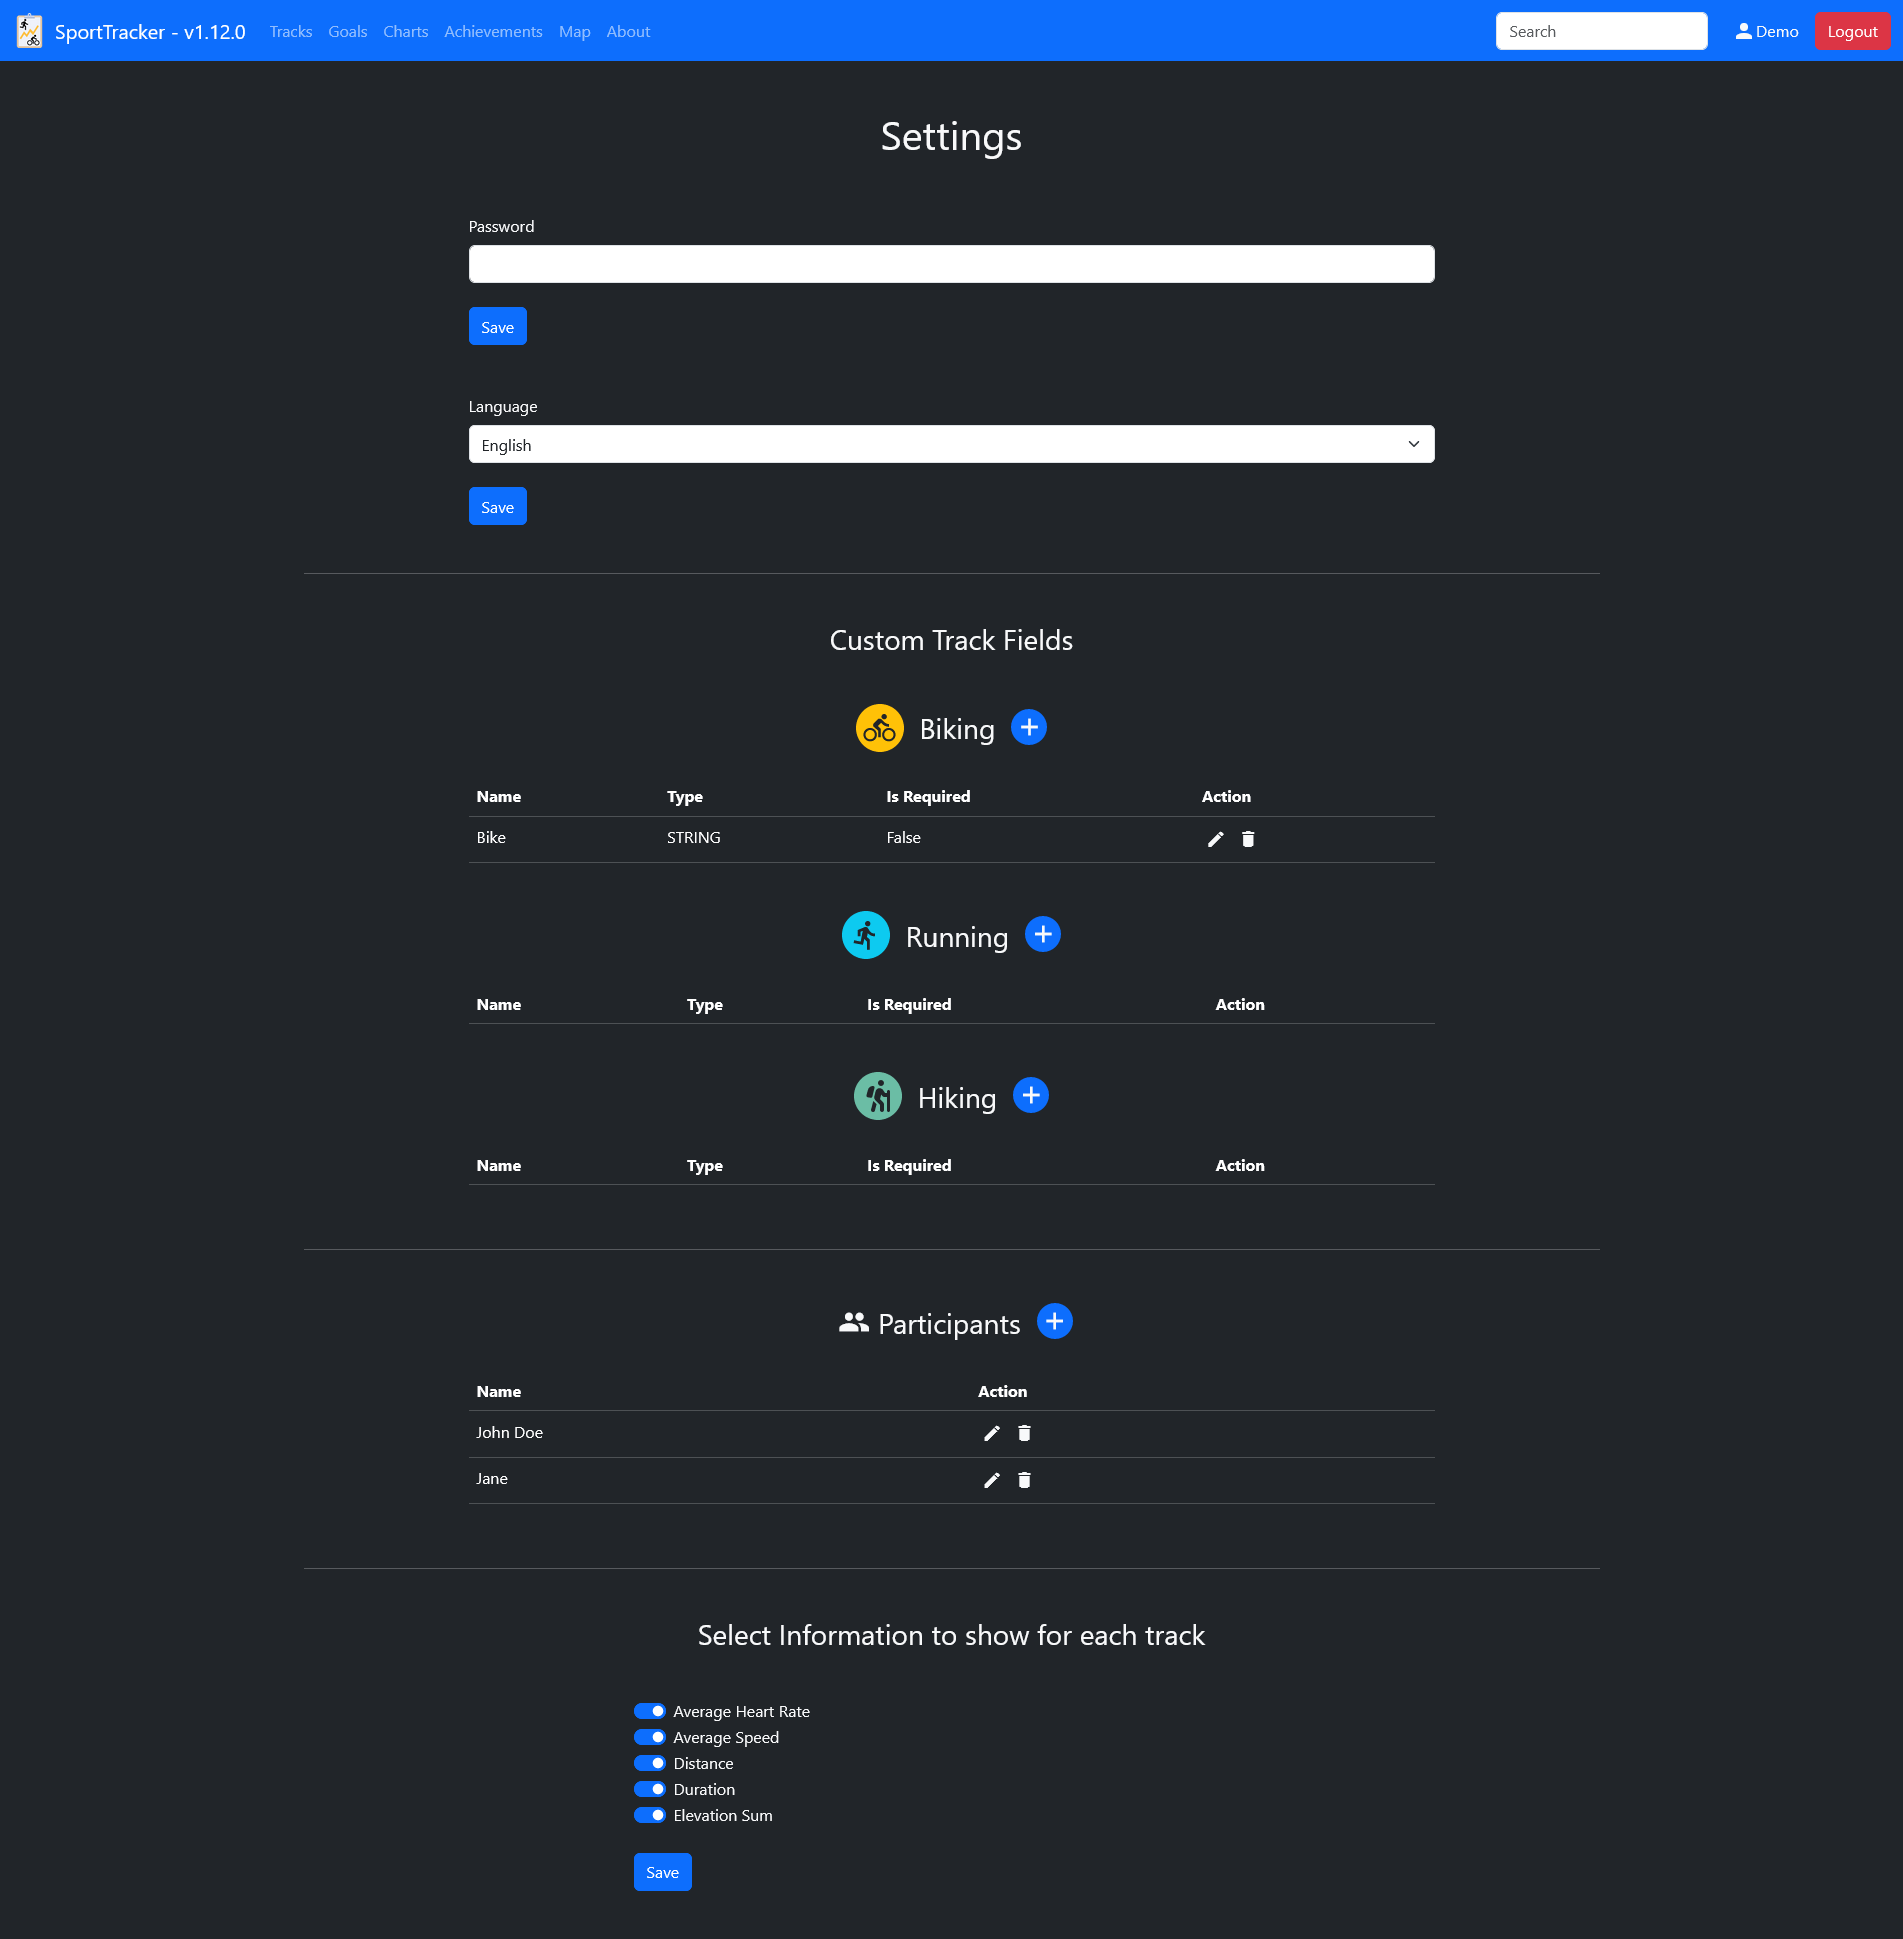 SportTracker - v1.12.0 Tracks Goals Charts Achievements Map About Search Demo Logout
Settings
Password
Save
Language
English
Save
Custom Track Fields
Biking
Name Type Is Required Action
Bike STRING False
Running
Name Type Is Required Action
Hiking
Name Type Is Required Action
Participants
Name Action
John Doe
Jane
Select Information to show for each track
Average Heart Rate
Average Speed
Distance
Duration
Elevation Sum
Save